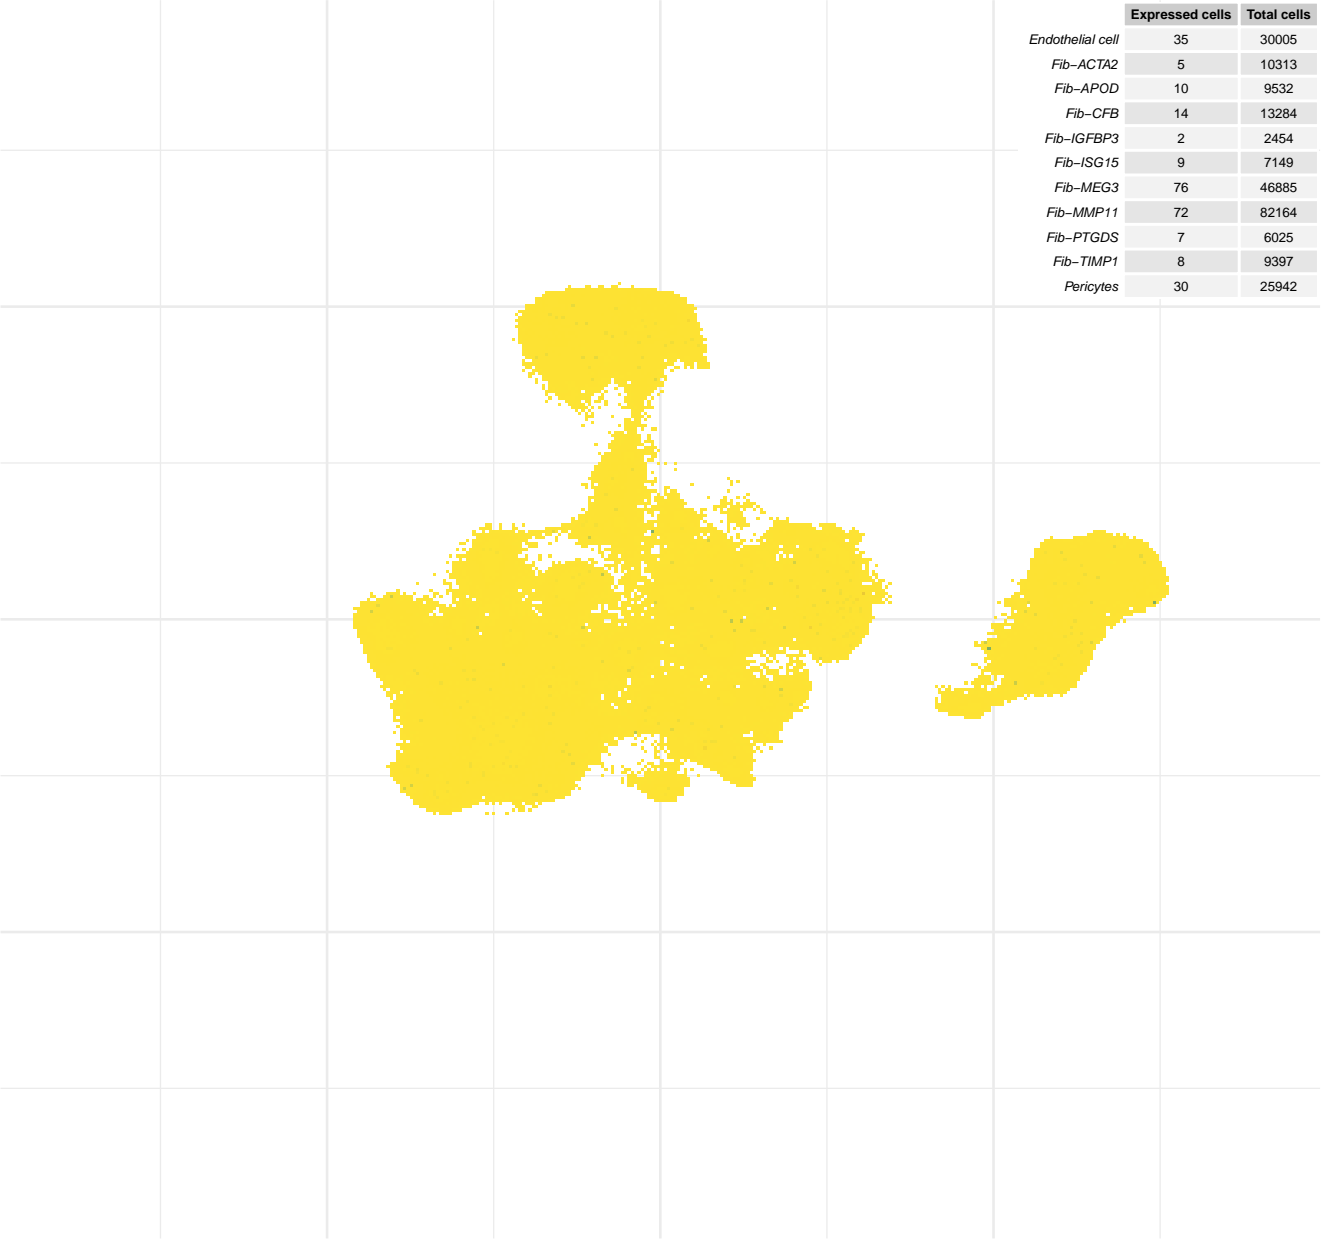 Expressed cells Total cells
Endothelial cell 35 30005
Fib−ACTA2 5 10313
Fib−APOD 10 9532
Fib−CFB 14 13284
Fib−IGFBP3 2 2454
Fib−ISG15 9 7149
Fib−MEG3 76 46885
Fib−MMP11 72 82164
Fib−PTGDS 7 6025
Fib−TIMP1 8 9397
Pericytes 30 25942